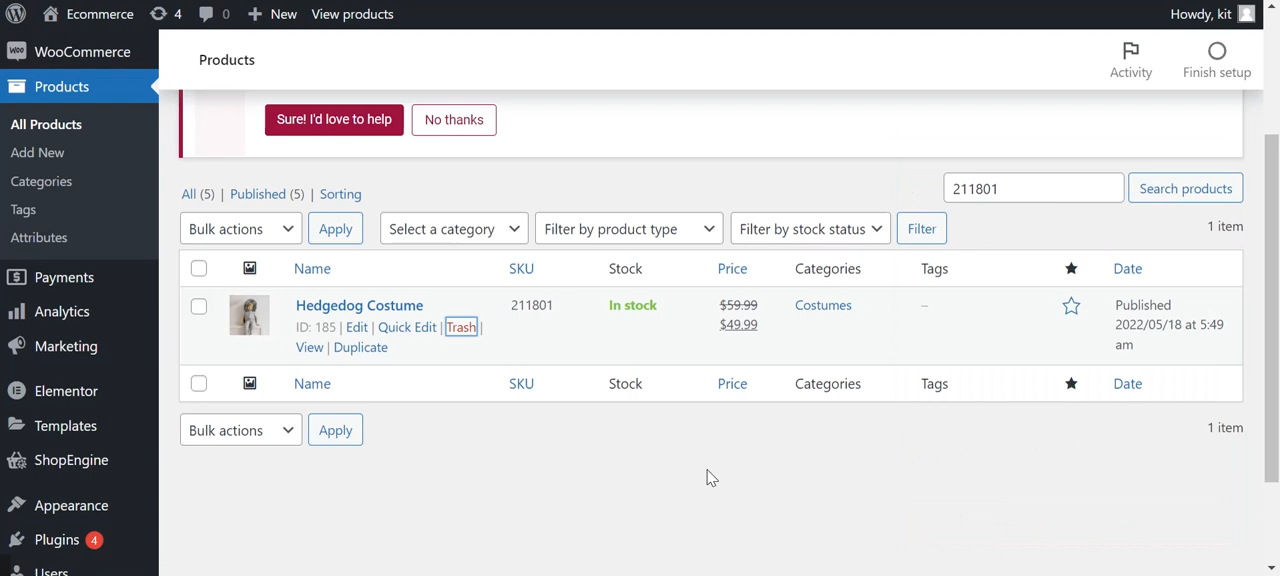 Ecommerce 4 0 New View products Howdy, kit
WOO WooCommerce
Products
All Products
Add New
Categories
Tags
Attributes
Payments
Analytics
Marketing
Elementor
Templates
ShopEngine
Appearance
Plugins 4
Users
Products Activity Finish setup
Sure! I'd love to help No thanks
All (5) | Published (5) | Sorting 211801 Search products
Bulk actions Apply Select a category Filter by product type Filter by stock status Filter 1 item
Name SKU Stock Price Categories Tags Date
Hedgedog Costume 211801 In stock $59.99 Costumes – Published
ID: 185 | Edit | Quick Edit | Trash | $49.99 2022/05/18 at 5:49
View | Duplicate am
Name SKU Stock Price Categories Tags Date
Bulk actions Apply 1 item